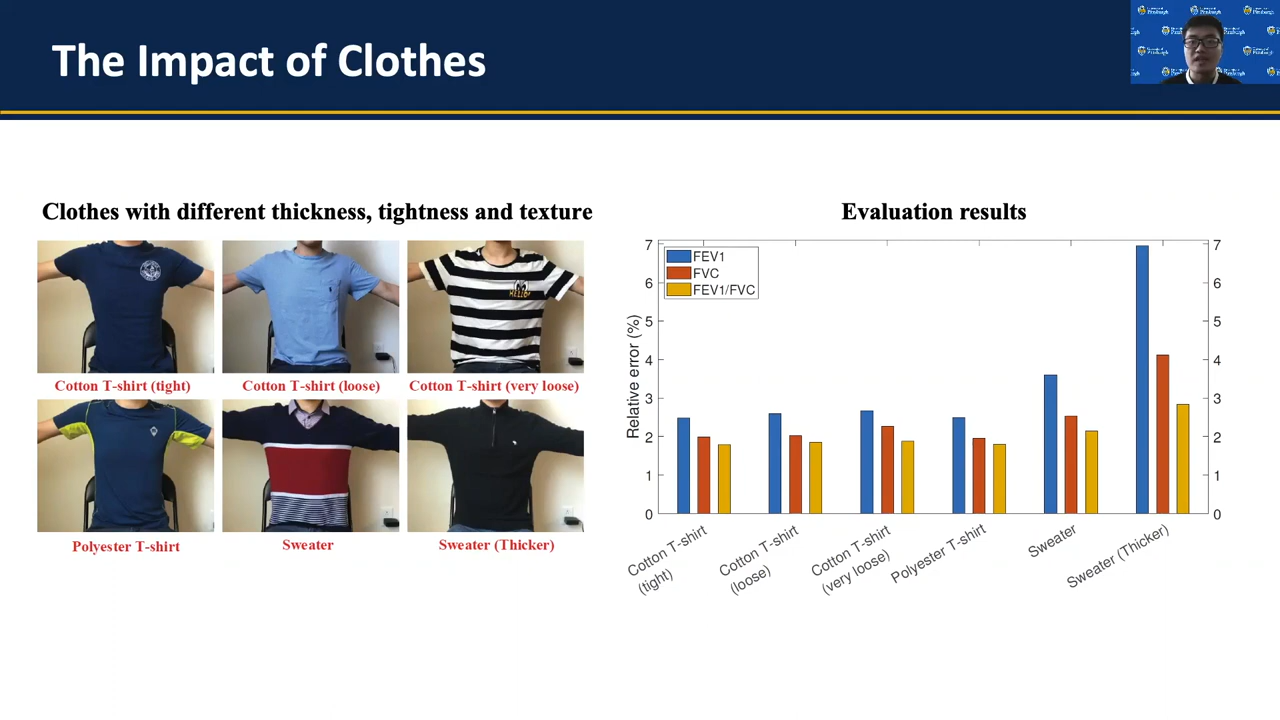 The Impact of Clothes
Clothes with different thickness, tightness and texture
Cotton T-shirt (tight)
Cotton T-shirt (loose)
HELLO
Cotton T-shirt (very loose)
Polyester T-shirt
Sweater
Sweater (Thicker)
Evaluation results
FEV1
FVC
FEV1/FVC
Relative error (%)
7
6
5
4
3
2
1
0
7
6
5
4
3
2
1
0
Cotton T-shirt
(tight)
Cotton T-shirt
(loose)
Cotton T-shirt
(very loose)
Polyester T-shirt
Sweater
Sweater (Thicker)